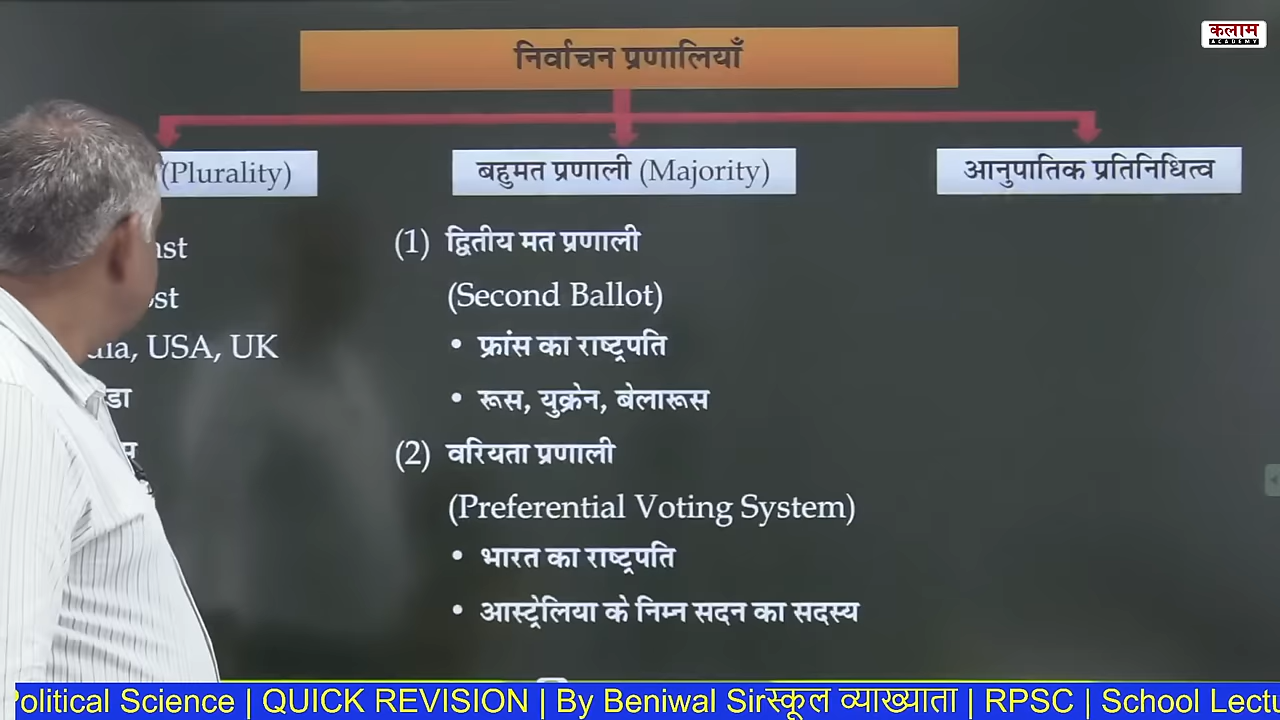 कलाम
ACADEMY
निर्वाचन प्रणालियाँ
(Plurality)
USA, UK
बहुमत प्रणाली (Majority)
(1) द्वितीय मत प्रणाली
(Second Ballot)
• फ्रांस का राष्ट्रपति
• रूस, युक्रेन, बेलारूस
(2) वरियता प्रणाली
(Preferential Voting System)
• भारत का राष्ट्रपति
• आस्ट्रेलिया के निम्न सदन का सदस्य
आनुपातिक प्रतिनिधित्व
Political Science | QUICK REVISION | By Beniwal Sirस्कूल व्याख्याता | RPSC | School